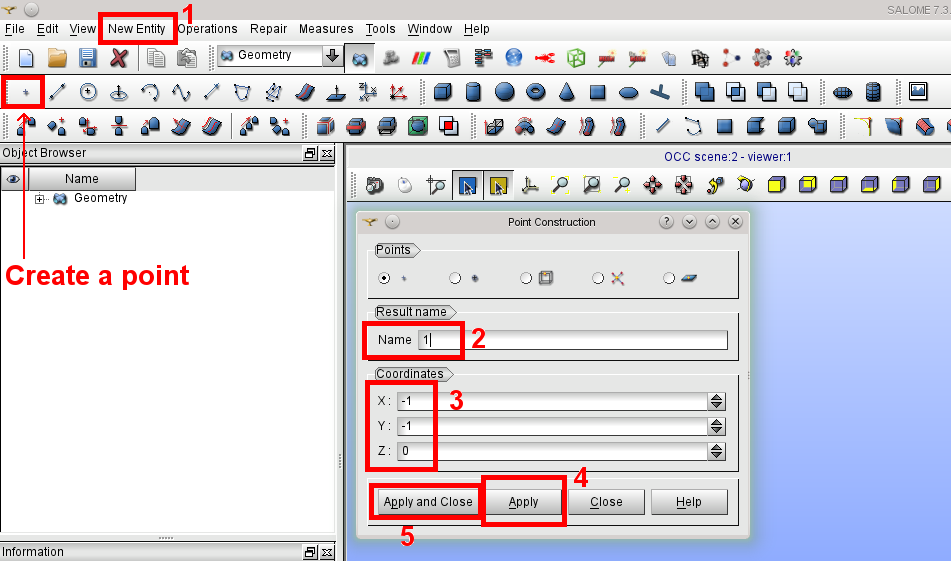 SALOME 7.3.
1
File Edit View New Entity Operations Repair Measures Tools Window Help
Geometry
Object Browser
OCC scene:2 - viewer:1
Name
Geometry
Create a point
Point Construction
Points
Result name
Name 1 2
Coordinates
X : -1 3
Y : -1
Z : 0
4
Apply and Close Apply Close Help
5
Information